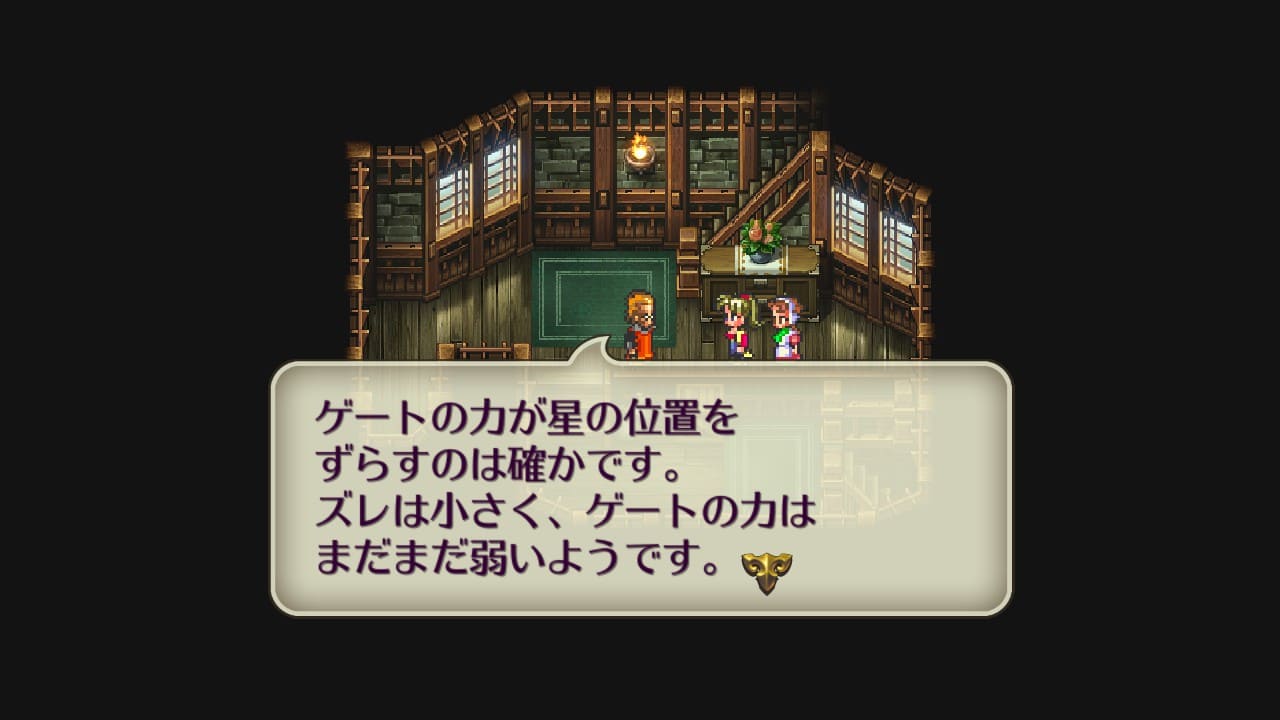 ゲートの力が星の位置を
ずらすのは確かです。
ズレは小さく、ゲートの力は
まだまだ弱いようです。